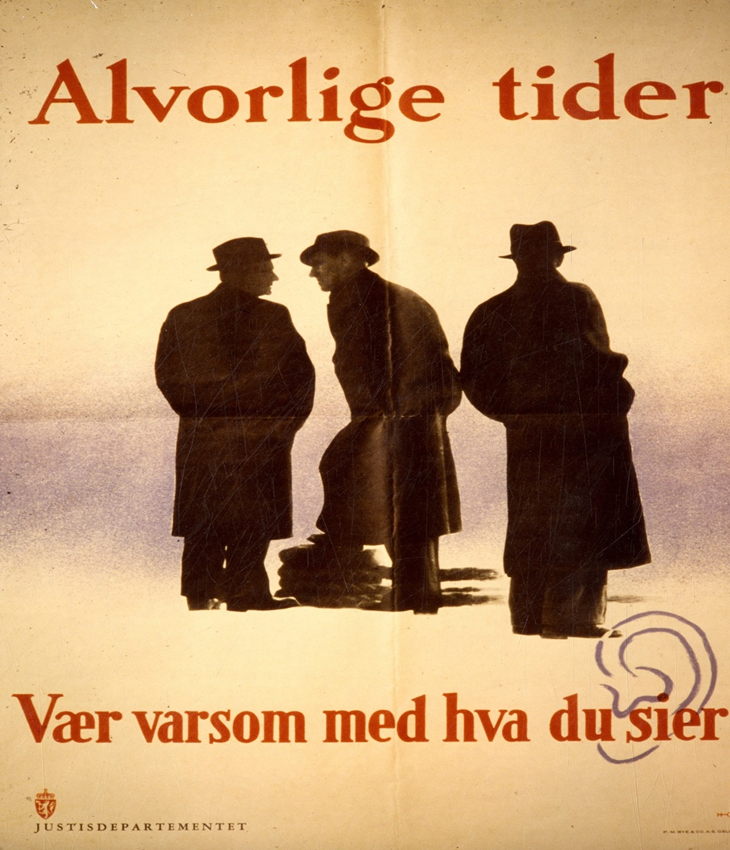 Alvorlige tider
Vær varsom med hva du sier
JUSTISDEPARTEMENTET